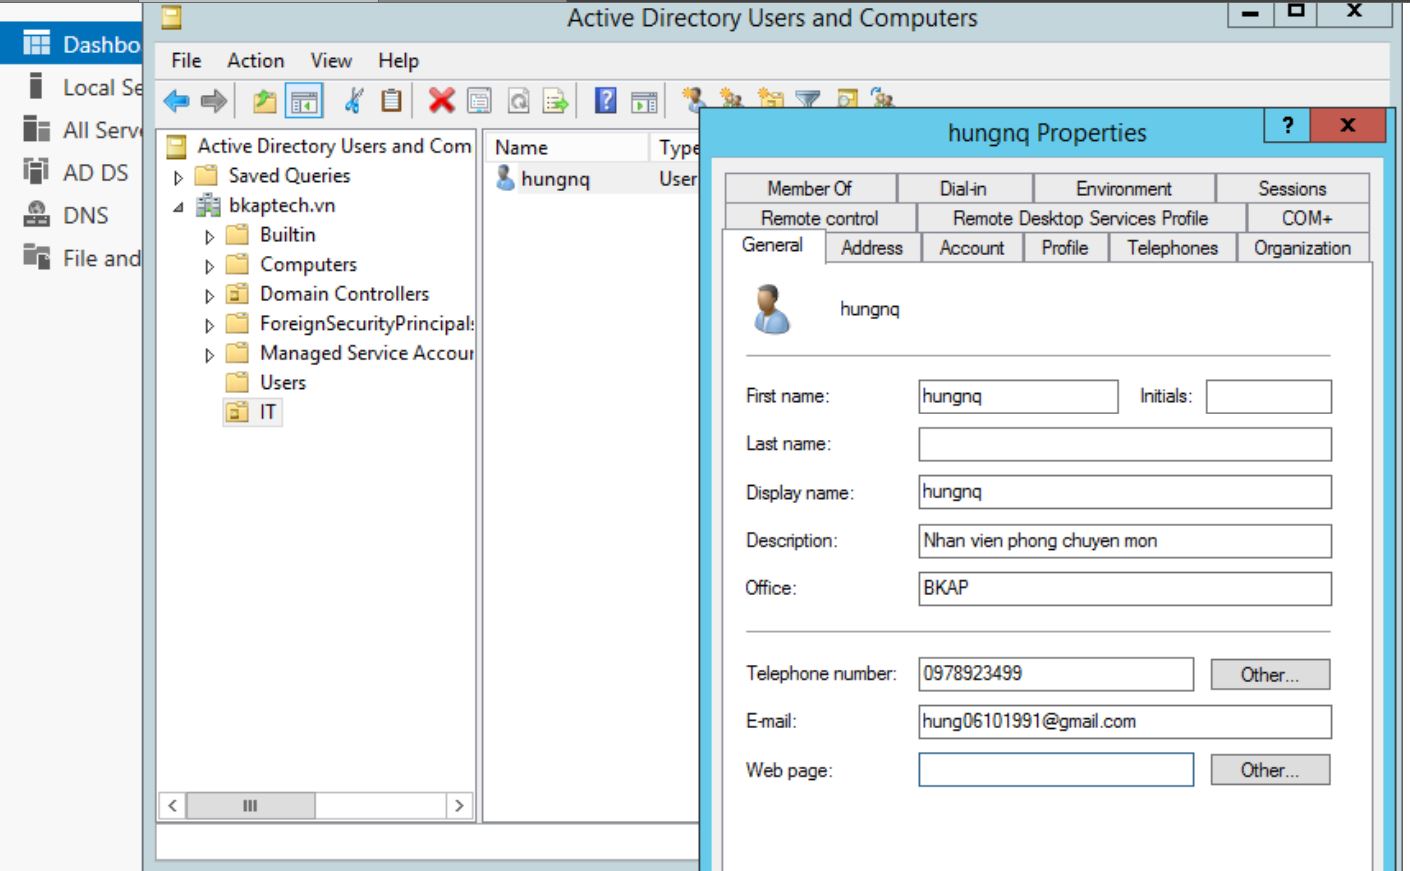 Active Directory Users and Computers
Dashbo
Local Se
All Serv
AD DS
DNS
File and
File Action View Help
Active Directory Users and Com
Saved Queries
bkaptech.vn
Builtin
Computers
Domain Controllers
ForeignSecurityPrincipals
Managed Service Accour
Users
IT
Name Type
hungnq User
hungnq Properties
Member Of Dial-in Environment Sessions
Remote control Remote Desktop Services Profile COM+
General Address Account Profile Telephones Organization
hungnq
First name: hungnq Initials:
Last name:
Display name: hungnq
Description: Nhan vien phong chuyen mon
Office: BKAP
Telephone number: 0978923499 Other...
E-mail: hung06101991@gmail.com
Web page: Other...